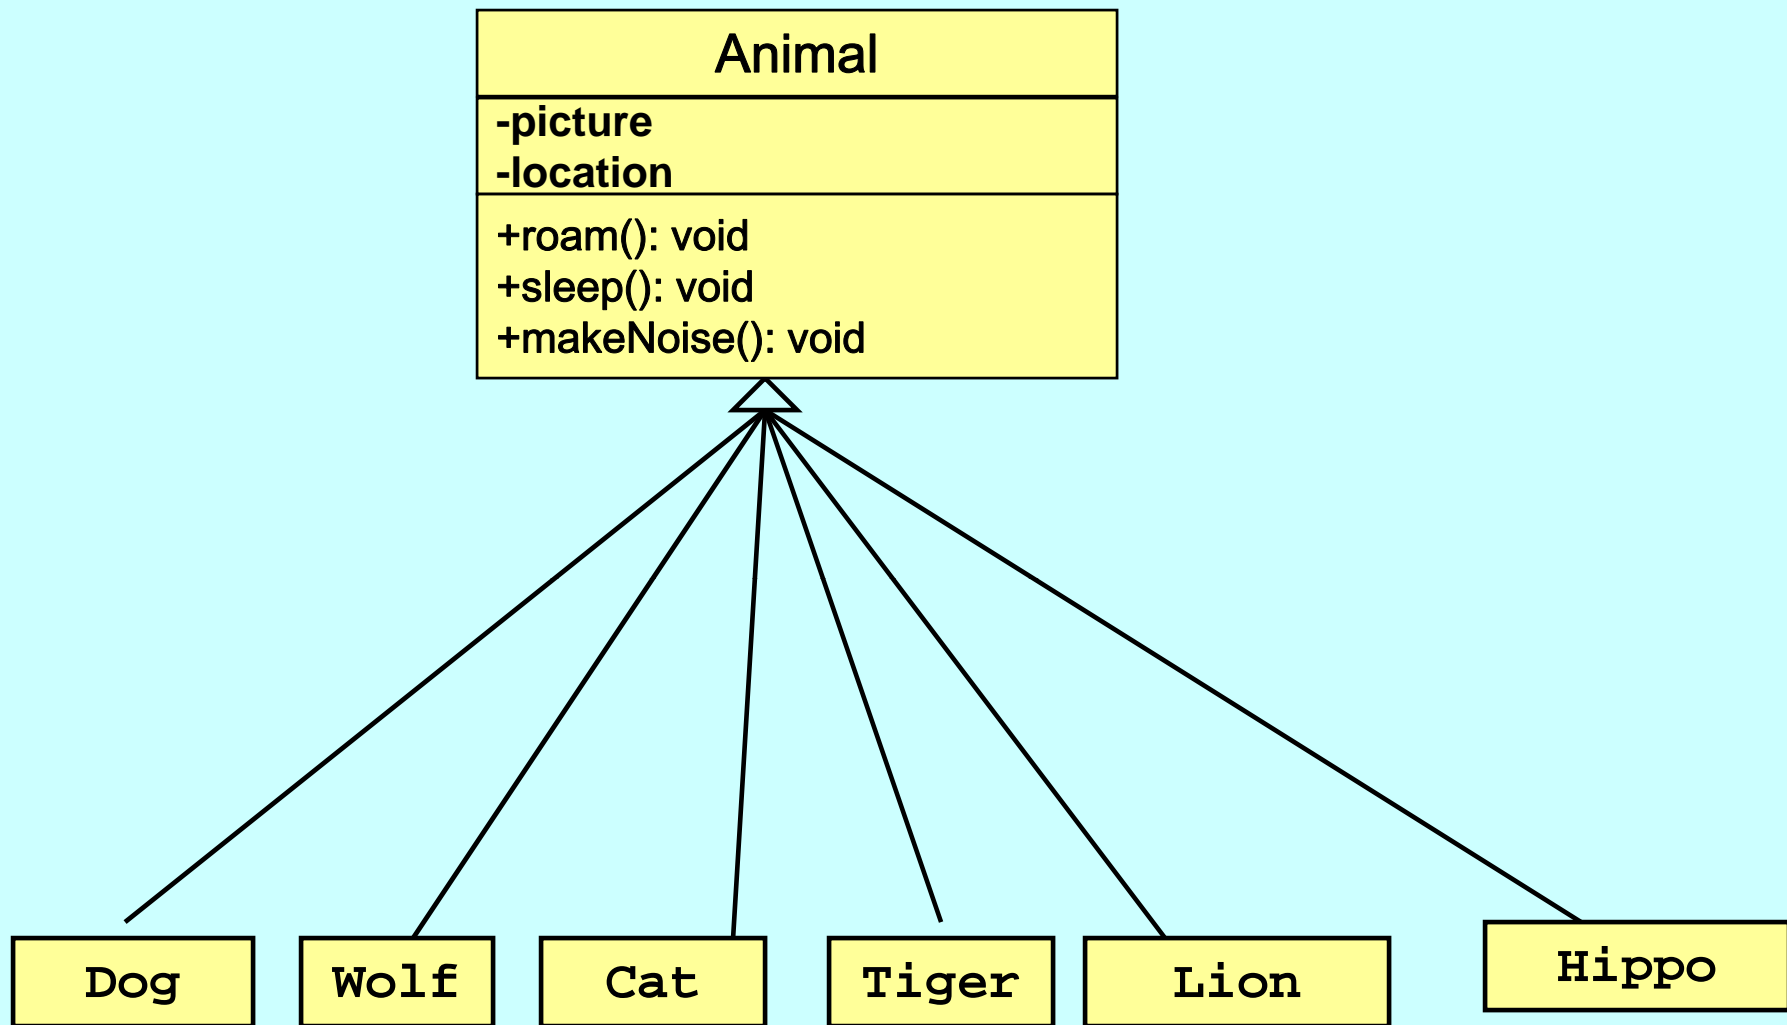 Animal
-picture
-location
+roam(): void
+sleep(): void
+makeNoise(): void
Dog
Wolf
Cat
Tiger
Lion
Hippo